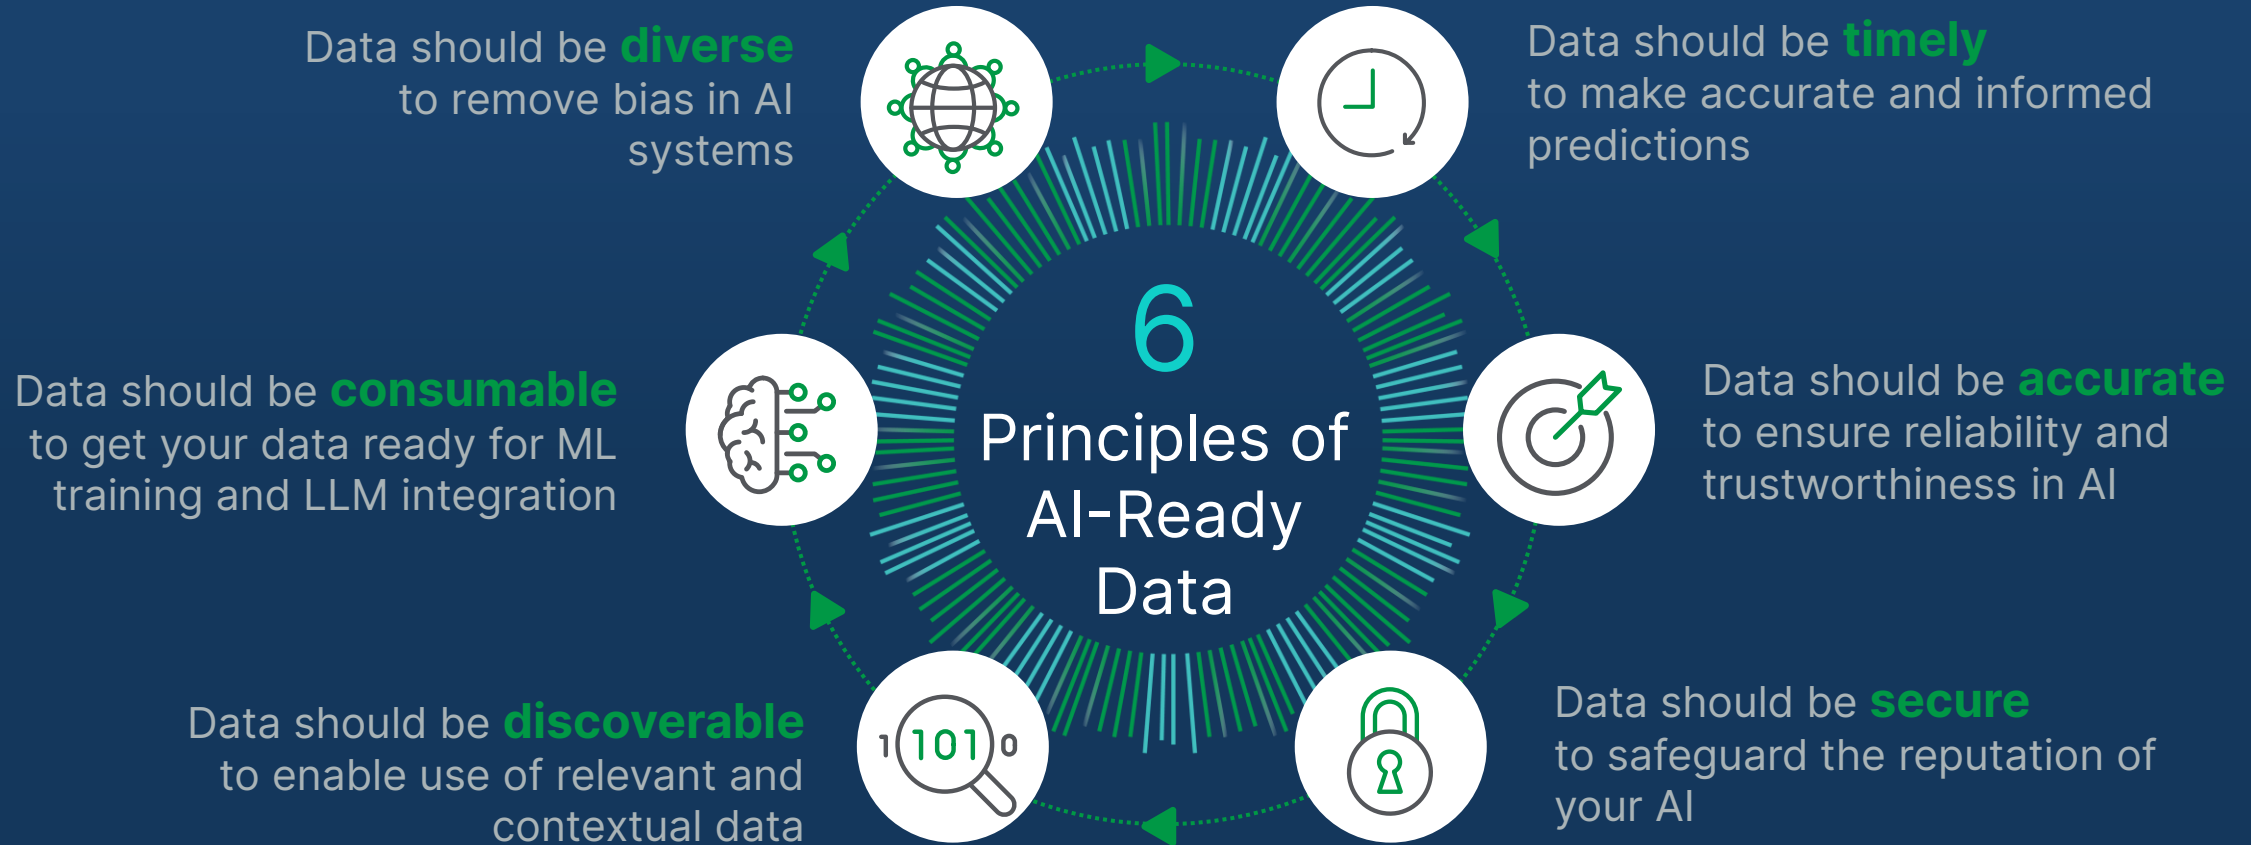 6
Principles of
AI-Ready
Data
Data should be diverse
to remove bias in AI
systems
Data should be timely
to make accurate and informed
predictions
Data should be accurate
to ensure reliability and
trustworthiness in AI
Data should be secure
to safeguard the reputation of
your AI
Data should be discoverable
to enable use of relevant and
contextual data
1 101 0
Data should be consumable
to get your data ready for ML
training and LLM integration